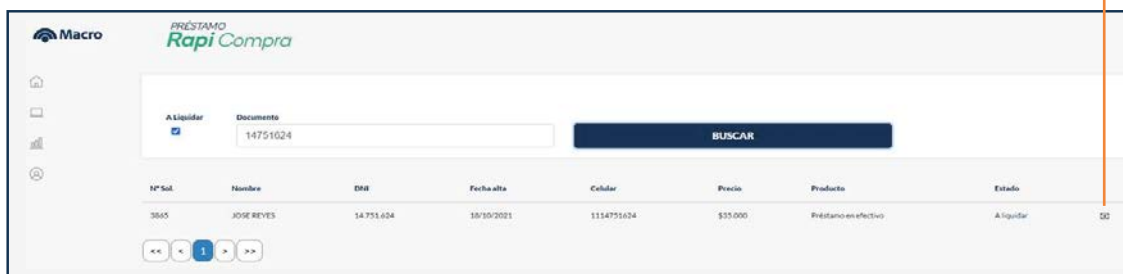 Macro
PRÉSTAMO
Rapi Compra
A Liquidar
Documento
14751624
BUSCAR
N° Sol.
Nombre
DNI
Fecha alta
Celular
Precio
Producto
Estado
3865
JOSE REYES
14.751.624
18/10/2021
1114751624
$35.000
Préstamo en efectivo
A liquidar
<<
<
1
>
>>